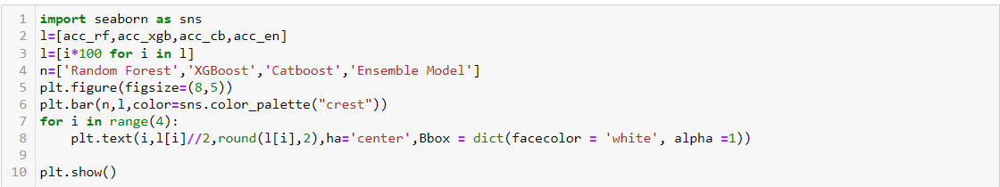 1 import seaborn as sns
2 l=[acc_rf,acc_xgb,acc_cb,acc_en]
3 l=[i*100 for i in l]
4 n=['Random Forest','XGBoost','Catboost','Ensemble Model']
5 plt.figure(figsize=(8,5))
6 plt.bar(n,l,color=sns.color_palette("crest"))
7 for i in range(4):
8     plt.text(i,l[i]//2,round(l[i],2),ha='center',Bbox = dict(facecolor = 'white', alpha =1))
9
10 plt.show()